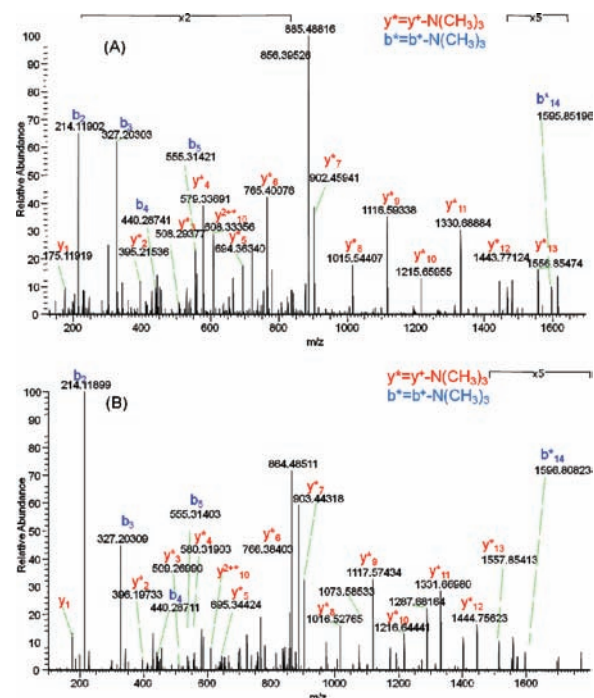 x2
x5
(A)
y*=y⁺-N(CH₃)₃
b*=b⁺-N(CH₃)₃
885.48816
856.39526
b₂
214.11902
b₃
327.20303
b₅
555.31421
y*₄
579.33691
y*₆
765.40076
y*₇
902.45941
b*₁₄
1595.85196
b₄
440.28741
508.29377
y²⁺*₁₀
608.33356
y*₅
694.36340
y₁
175.11919
y*₂
395.21536
y*₈
1015.54407
y*₉
1116.59338
y*₁₀
1215.65955
y*₁₁
1330.68884
y*₁₂
1443.77124
y*₁₃
1556.85474
Relative Abundance
100
90
80
70
60
50
40
30
20
10
0
200 400 600 800 1000 1200 1400 1600
m/z
x5
(B)
y*=y⁺-N(CH₃)₃
b*=b⁺-N(CH₃)₃
214.11899
864.48511
y*₇
903.44318
b*₁₄
1596.808234
b₃
327.20309
b₅
555.31403
y*₄
560.31903
y*₃
509.26990
y*₆
766.38403
y*₂
396.19733
b₄
440.28711
y²⁺*₁₀
y*₅
695.34424
y₁
y*₈
1016.52765
1073.58533
y*₉
1117.57434
y*₁₀
1216.64441
1287.68164
y*₁₁
1331.66980
y*₁₂
1444.75623
y*₁₃
1557.85413
Relative Abundance
100
90
80
70
60
50
40
30
20
10
0
200 400 600 800 1000 1200 1400 1600
m/z